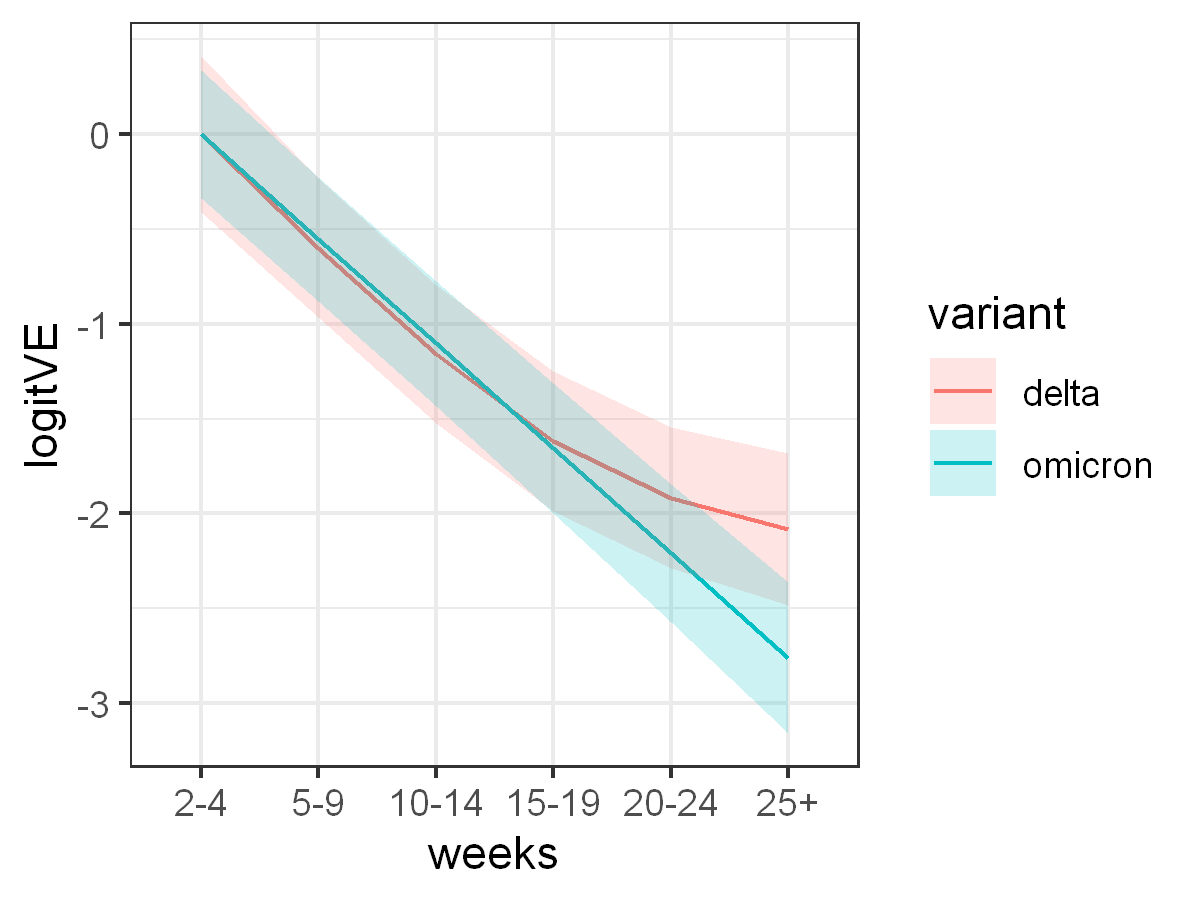 logitVE
0
-1
-2
-3
2-4 5-9 10-14 15-19 20-24 25+
weeks
variant
delta
omicron